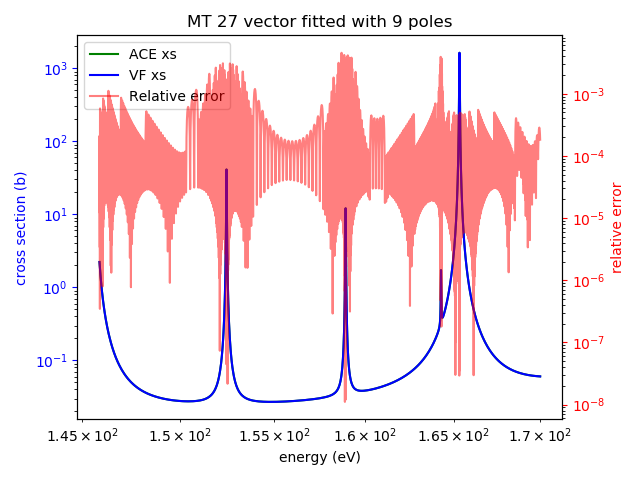 MT 27 vector fitted with 9 poles
ACE xs
VF xs
Relative error
cross section (b)
10³
10²
10¹
10⁰
10⁻¹
relative error
10⁻³
10⁻⁴
10⁻⁵
10⁻⁶
10⁻⁷
10⁻⁸
1.45 × 10² 1.5 × 10² 1.55 × 10² 1.6 × 10² 1.65 × 10² 1.7 × 10²
energy (eV)